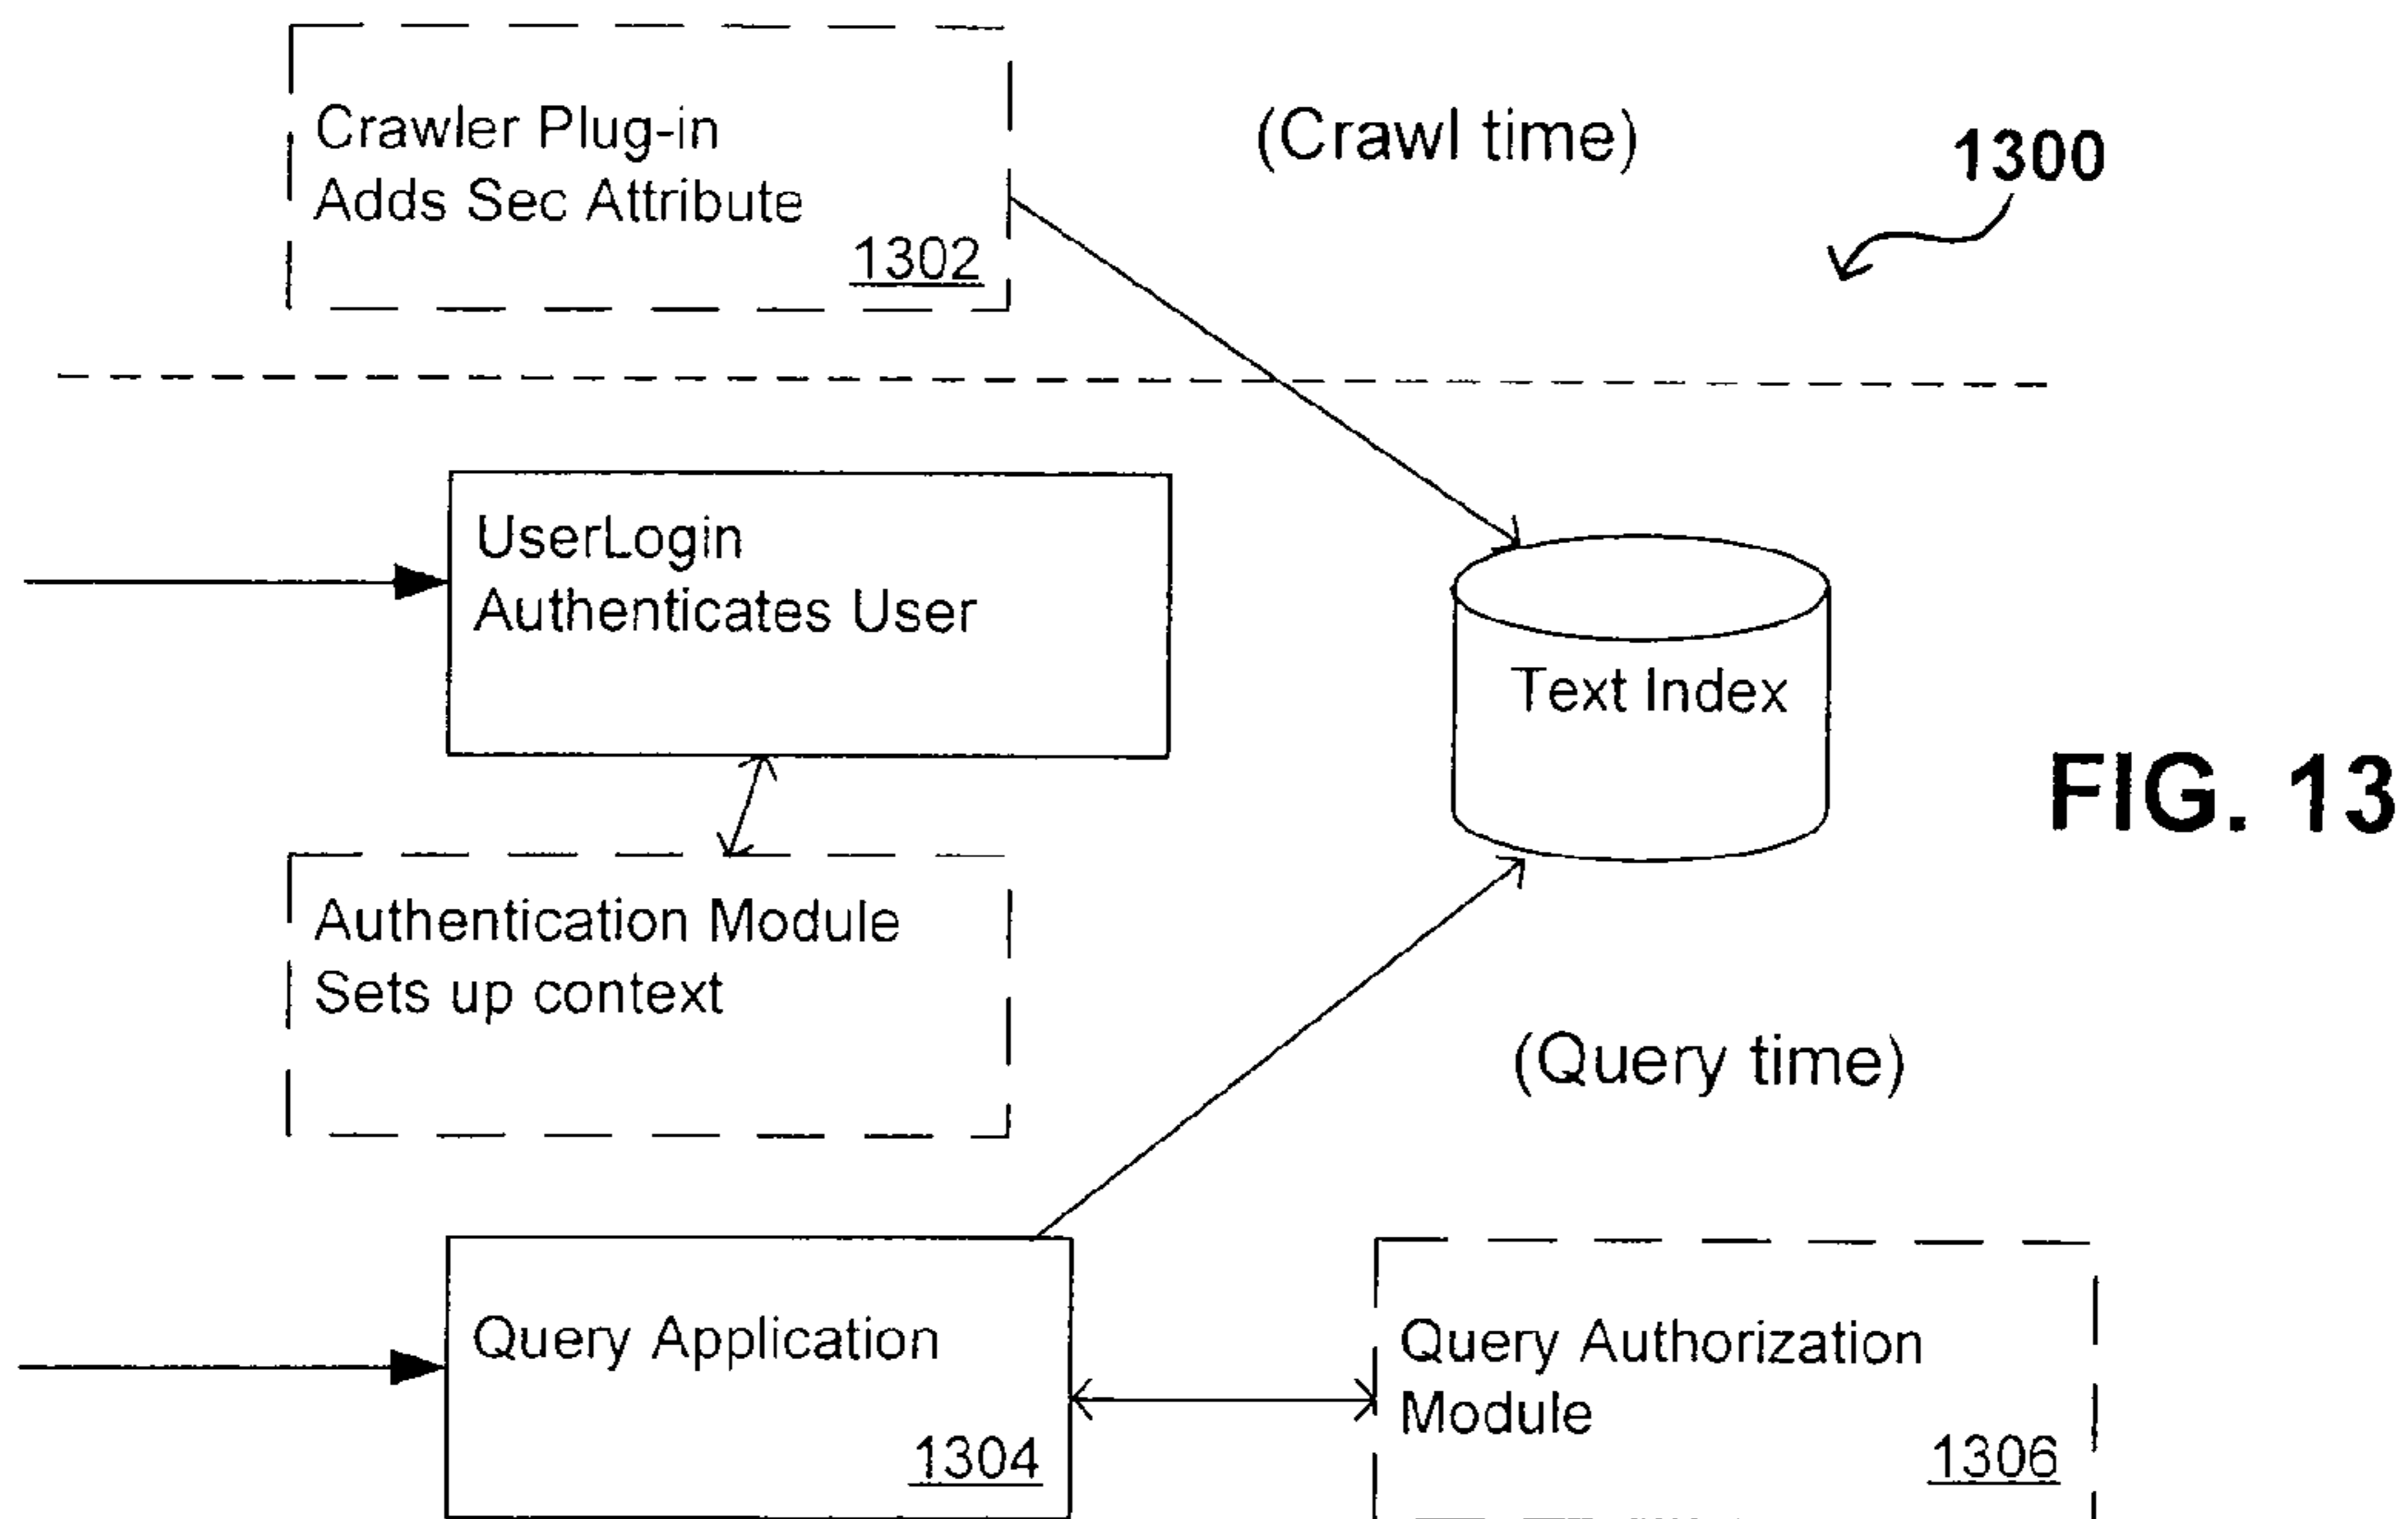 Crawler Plug-in
Adds Sec Attribute
1302
(Crawl time)
1300
UserLogin
Authenticates User
Text Index
FIG. 13
Authentication Module
Sets up context
(Query time)
Query Application
1304
Query Authorization
Module
1306